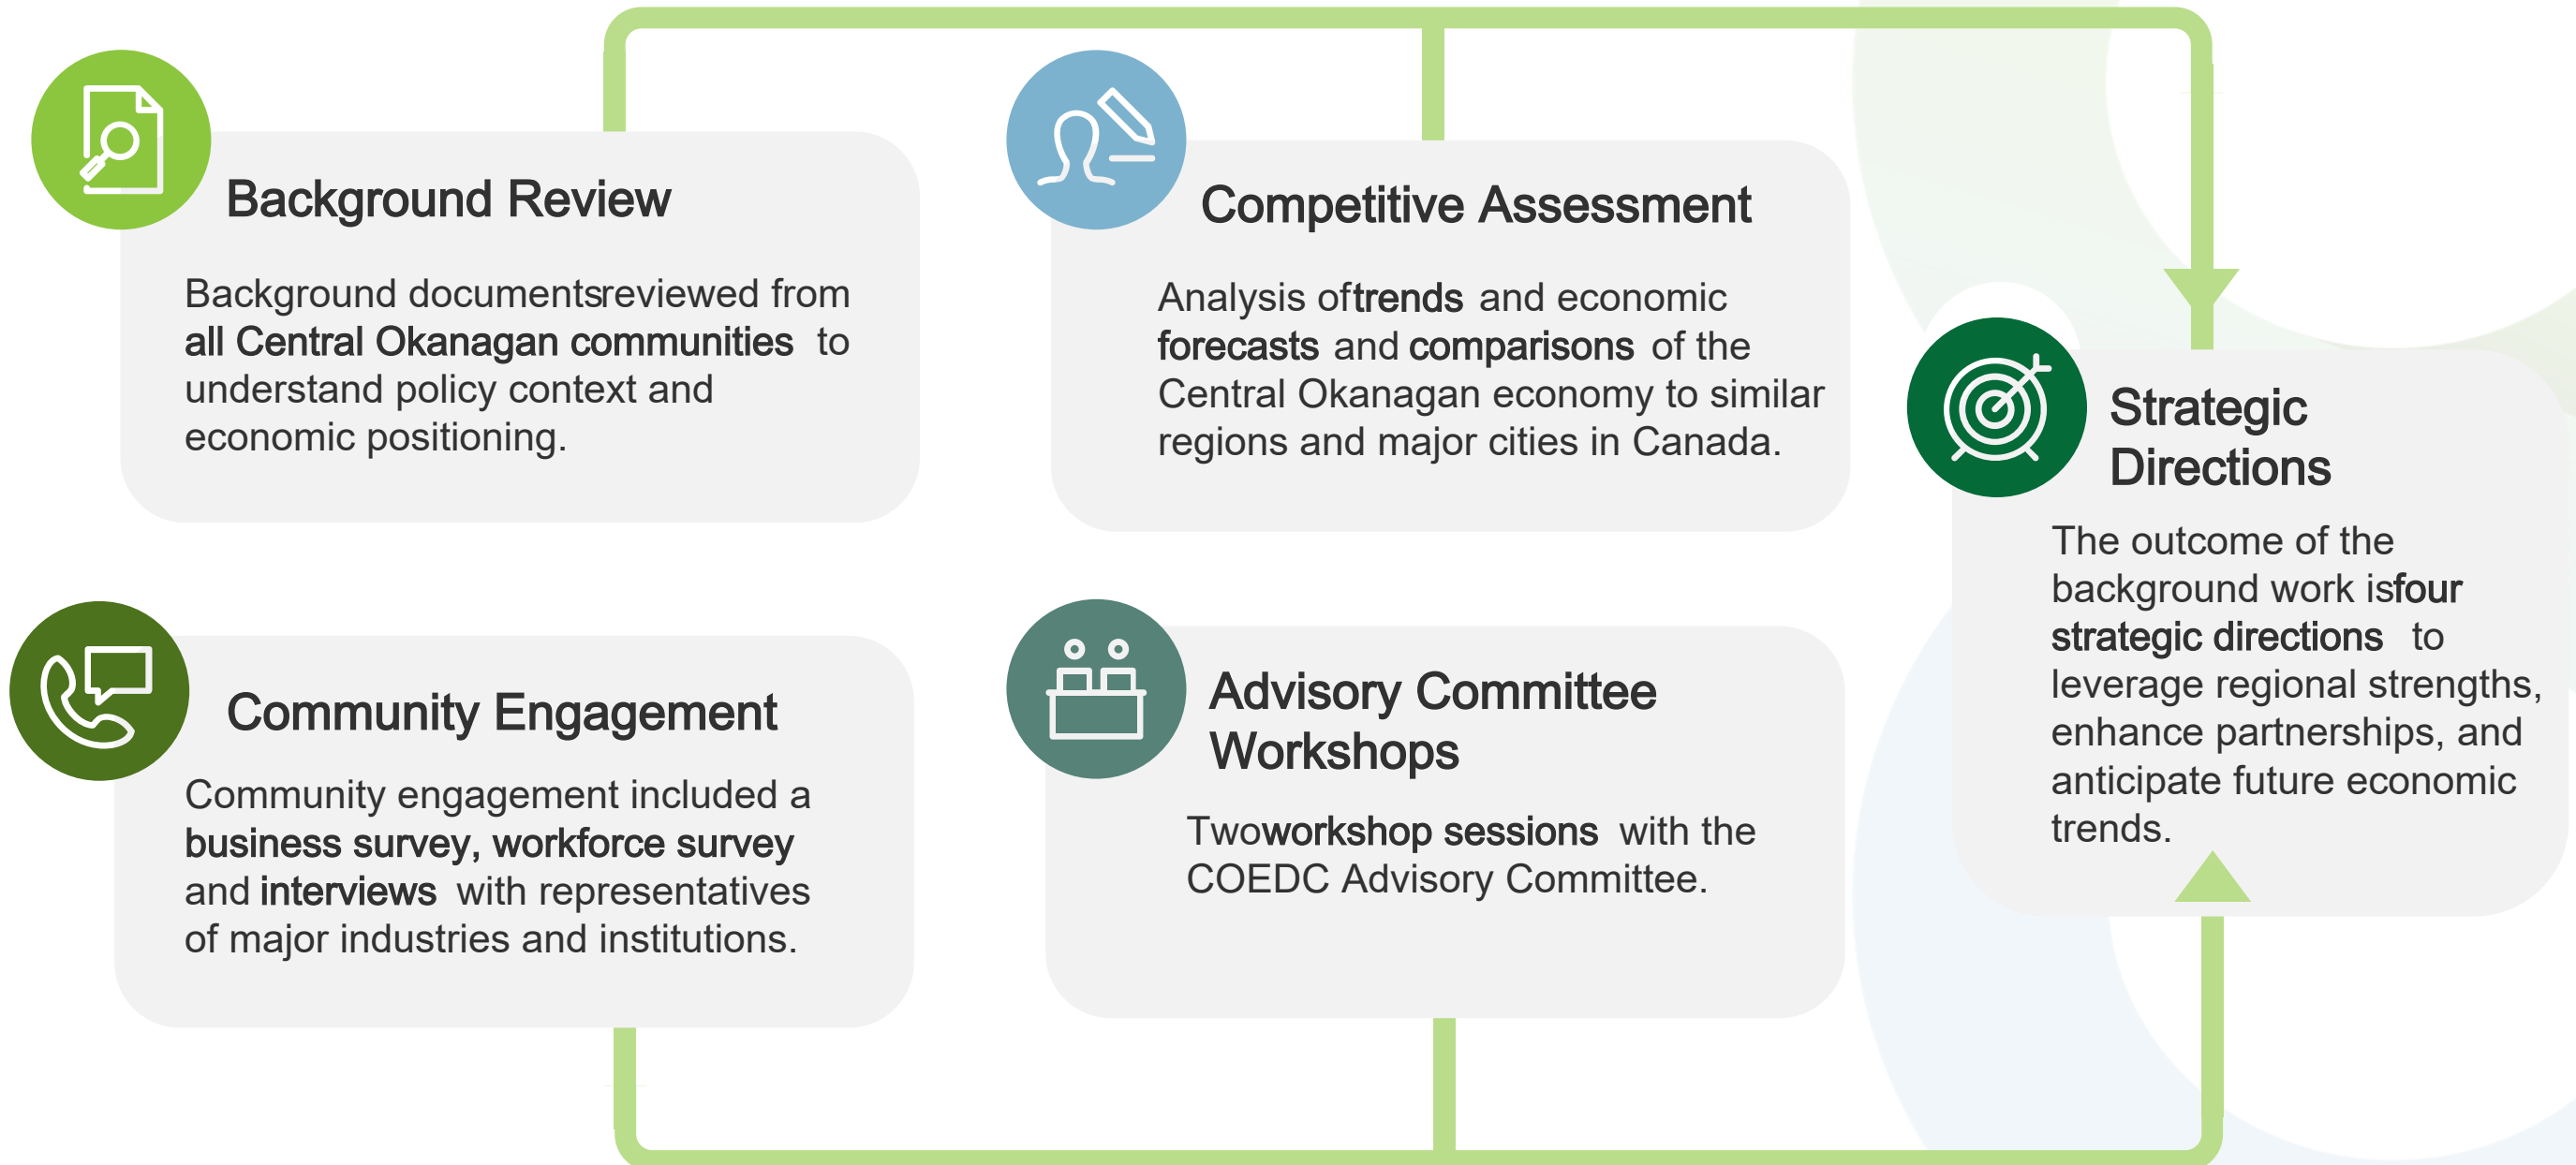 Background Review
Background documentsreviewed from
all Central Okanagan communities to
understand policy context and
economic positioning.
Competitive Assessment
Analysis oftrends and economic
forecasts and comparisons of the
Central Okanagan economy to similar
regions and major cities in Canada.
Community Engagement
Community engagement included a
business survey, workforce survey
and interviews with representatives
of major industries and institutions.
Advisory Committee
Workshops
Twoworkshop sessions with the
COEDC Advisory Committee.
Strategic
Directions
The outcome of the
background work isfour
strategic directions to
leverage regional strengths,
enhance partnerships, and
anticipate future economic
trends.